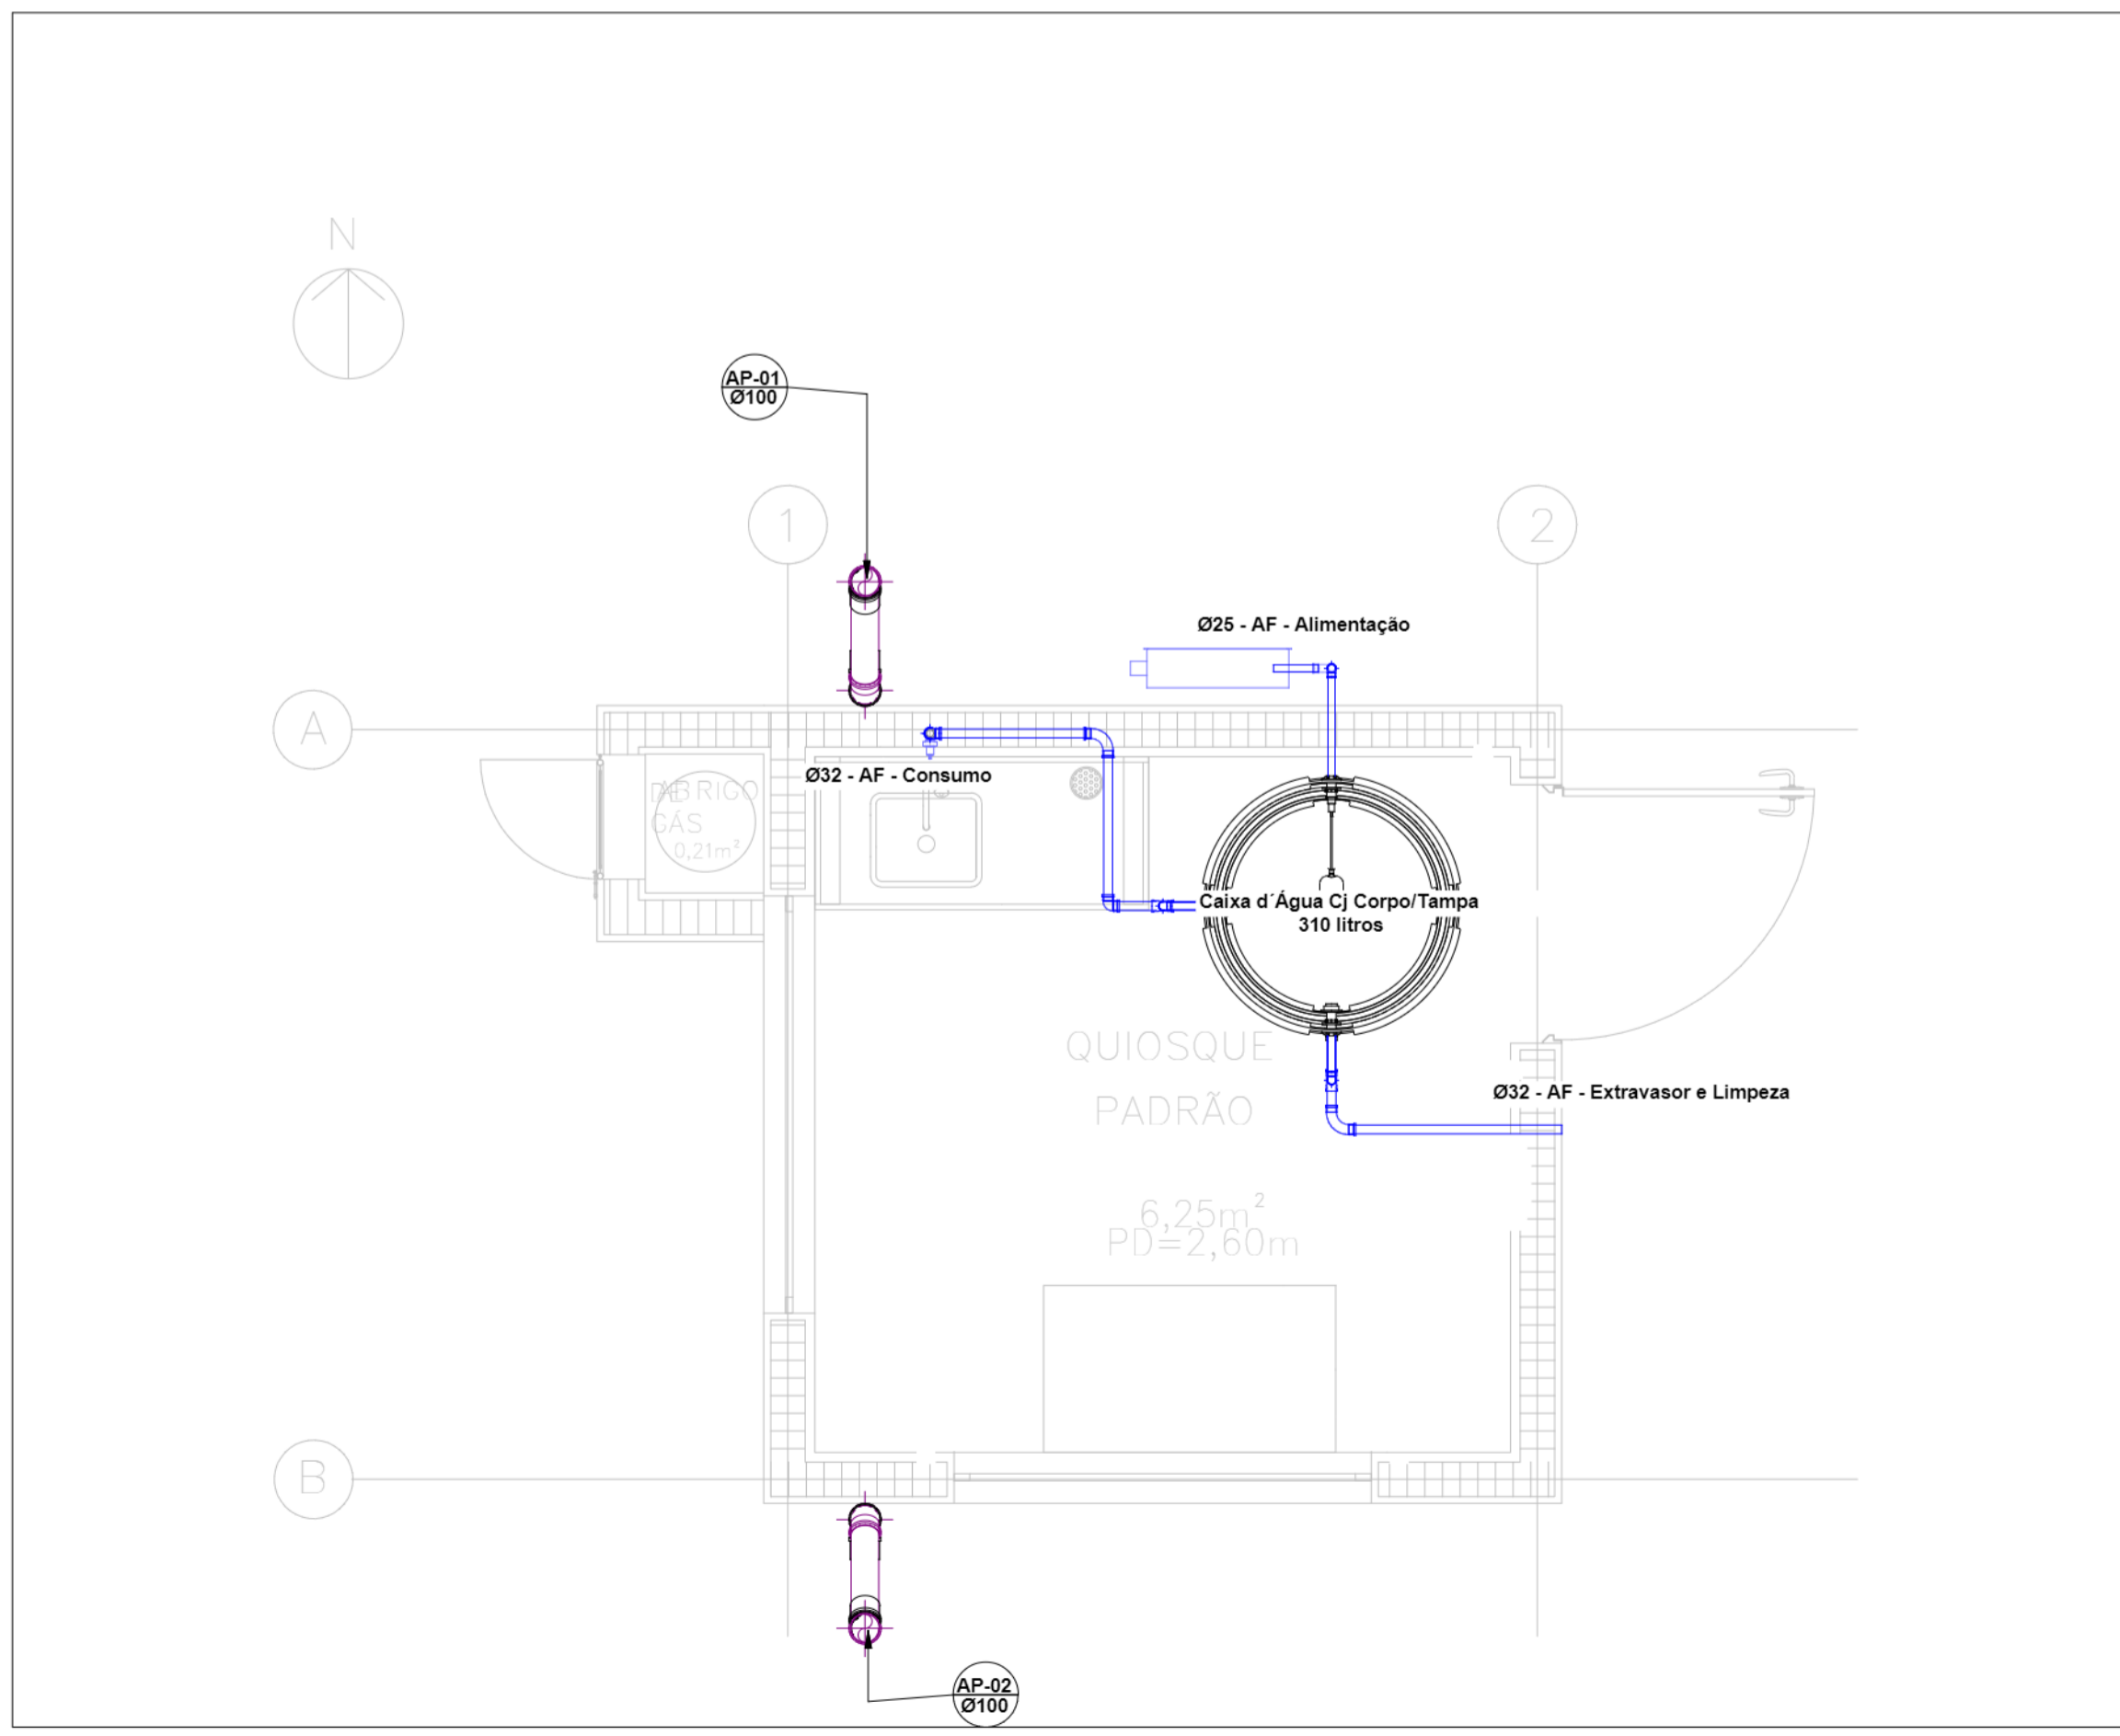 N
AP-01
Ø100
1
2
Ø25 - AF - Alimentação
A
Ø32 - AF - Consumo
ABRIGO
DE
GÁS
0,21m²
Caixa d´Água Cj Corpo/Tampa
310 litros
QUIOSQUE
PADRÃO
Ø32 - AF - Extravasor e Limpeza
6,25m²
PD=2,60m
B
AP-02
Ø100